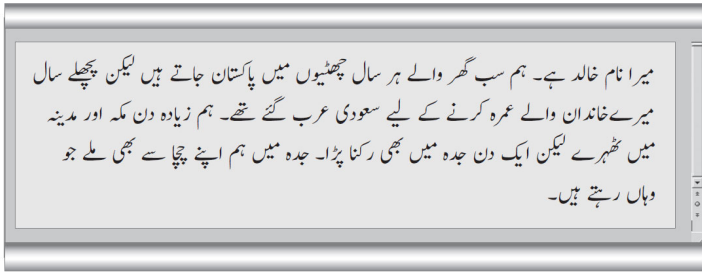 میرا نام خالد ہے۔ ہم سب گھر والے ہر سال چھٹیوں میں پاکستان جاتے ہیں لیکن پچھلے سال
میرے خاندان والے عمرہ کرنے کے لیے سعودی عرب گئے تھے۔ ہم زیادہ دن مکہ اور مدینہ
میں ٹھہرے لیکن ایک دن جدہ میں بھی رکنا پڑا۔ جدہ میں ہم اپنے چچا سے بھی ملے جو
وہاں رہتے ہیں۔